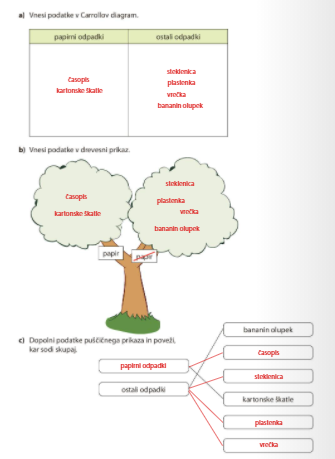 a) Vnesi podatke v Carrollov diagram.
papirni odpadki
ostali odpadki
časopis
kartonske škatle
steklenica
plastenka
vrečka
bananin olupek
b) Vnesi podatke v drevesni prikaz.
časopis
kartonske škatle
steklenica
plastenka
vrečka
bananin olupek
papir
papir
c) Dopolni podatke puščičnega prikaza in poveži,
kar sodi skupaj.
papirni odpadki
ostali odpadki
bananin olupek
časopis
steklenica
kartonske škatle
plastenka
vrečka